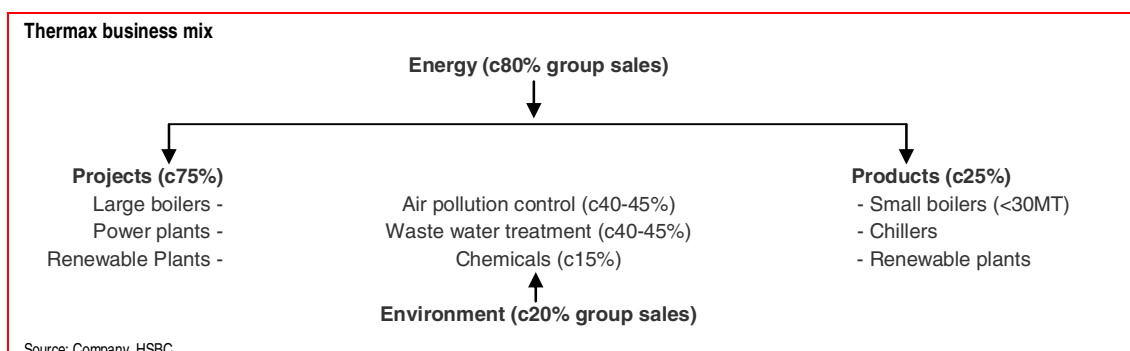 Thermax business mix
Energy (c80% group sales)
Projects (c75%)
Large boilers -
Power plants -
Renewable Plants -
Air pollution control (c40-45%)
Waste water treatment (c40-45%)
Chemicals (c15%)
Products (c25%)
- Small boilers (<30MT)
- Chillers
- Renewable plants
Environment (c20% group sales)
Source: Company, HSBC